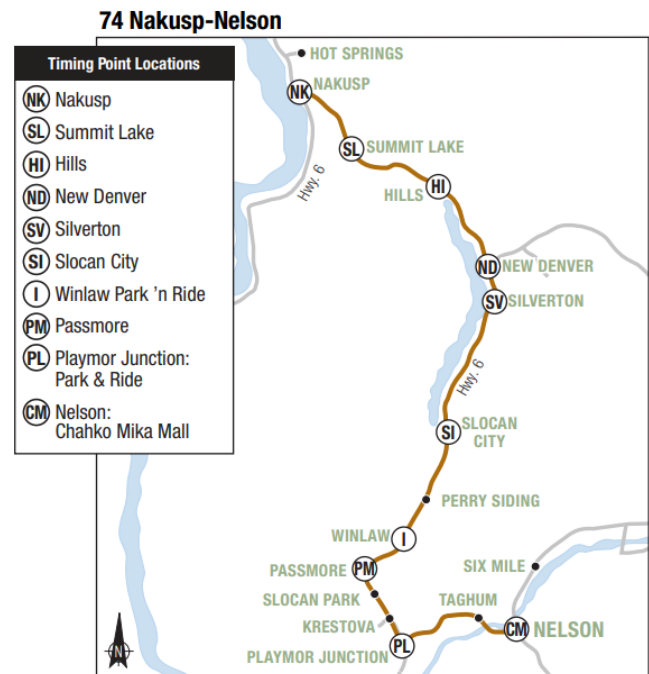 74 Nakusp-Nelson
Timing Point Locations
NK Nakusp
SL Summit Lake
HI Hills
ND New Denver
SV Silverton
SI Slocan City
I Winlaw Park 'n Ride
PM Passmore
PL Playmor Junction:
Park & Ride
CM Nelson:
Chahko Mika Mall
HOT SPRINGS
NK NAKUSP
SL SUMMIT LAKE
Hwy. 6
HI
HILLS
ND NEW DENVER
SV SILVERTON
Hwy. 6
SI SLOCAN
CITY
PERRY SIDING
WINLAW I
PASSMORE PM
SIX MILE
SLOCAN PARK
TAGHUM
KRESTOVA
CM NELSON
PLAYMOR JUNCTION PL
N